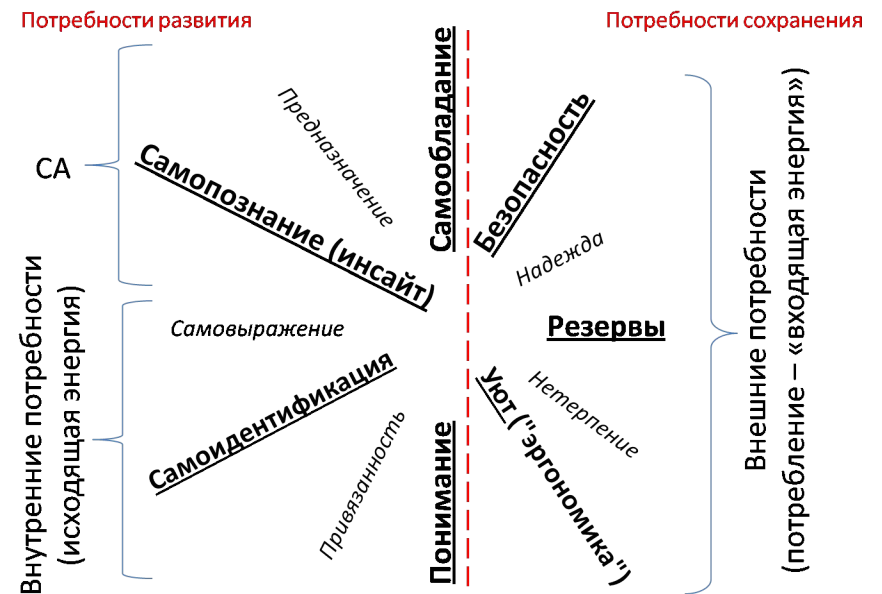 Потребности развития
Потребности сохранения
СА
Внутренние потребности
(исходящая энергия)
Предназначение
Самопознание (инсайт)
Самовыражение
Самоидентификация
Привязанность
Самообладание
Понимание
Безопасность
Надежда
Резервы
Нетерпение
Уют ("эргономика")
Внешние потребности
(потребление – «входящая энергия»)